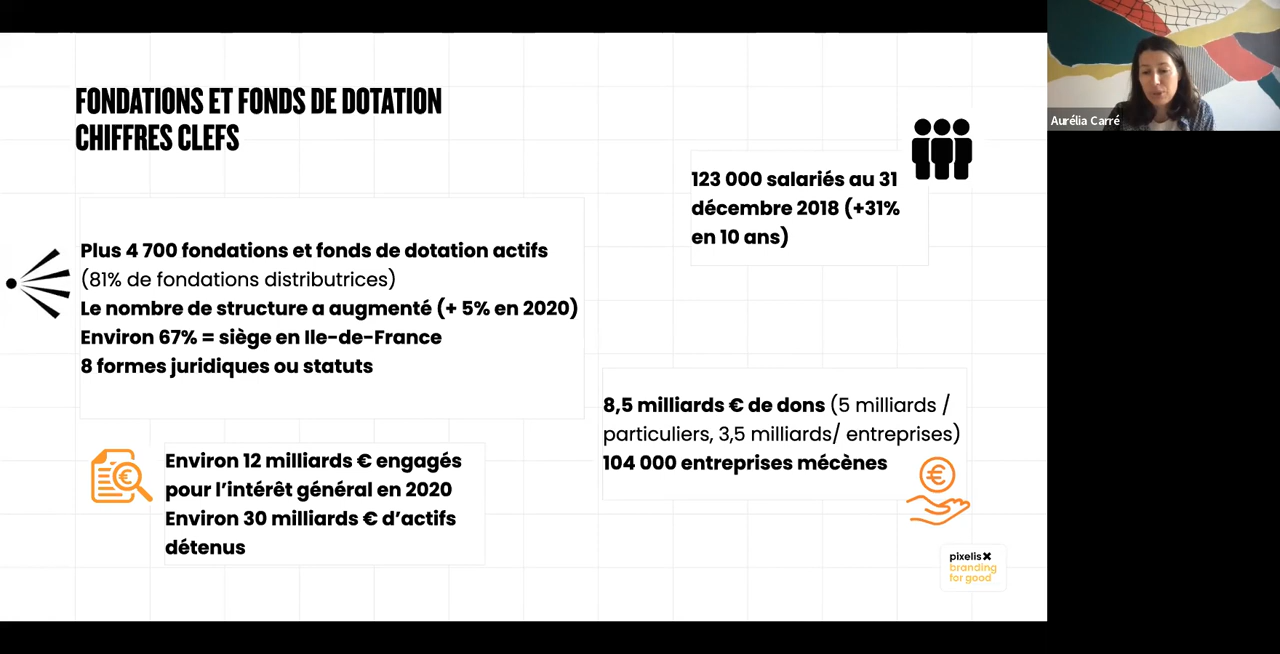 FONDATIONS ET FONDS DE DOTATION
CHIFFRES CLEFS
Aurélia Carré
123 000 salariés au 31
décembre 2018 (+31%
en 10 ans)
Plus 4 700 fondations et fonds de dotation actifs
(81% de fondations distributrices)
Le nombre de structure a augmenté (+ 5% en 2020)
Environ 67% = siège en Ile-de-France
8 formes juridiques ou statuts
8,5 milliards € de dons (5 milliards /
particuliers, 3,5 milliards/ entreprises)
104 000 entreprises mécènes
Environ 12 milliards € engagés
pour l'intérêt général en 2020
Environ 30 milliards € d'actifs
détenus
pixelis
branding
for good